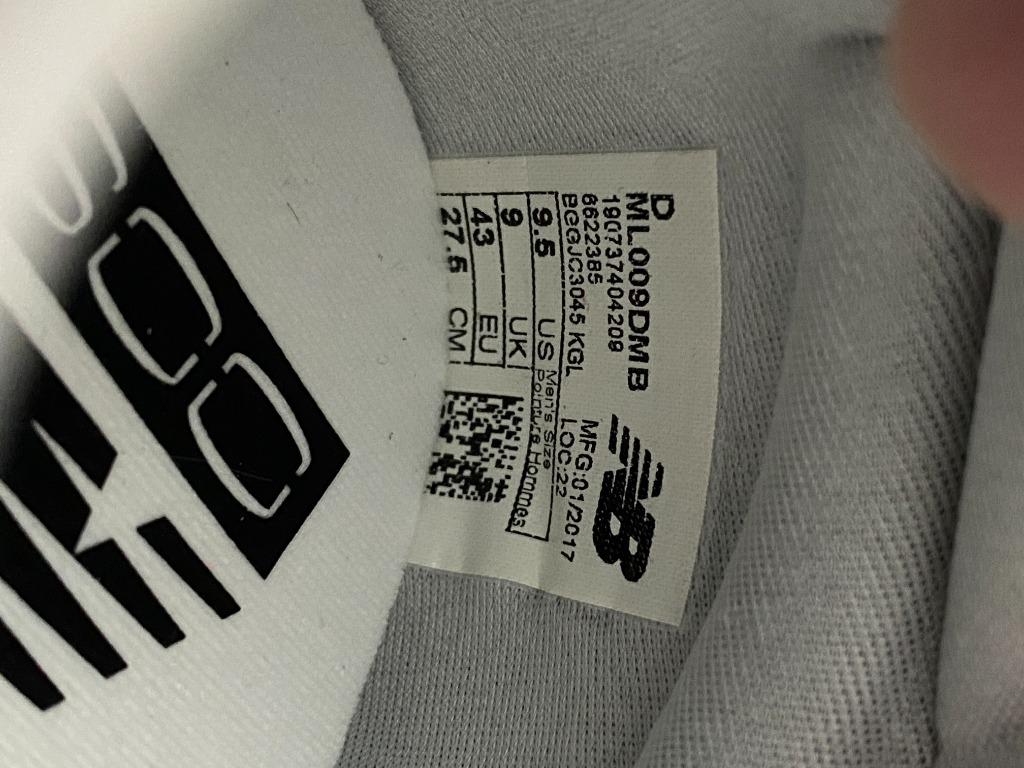 D
ML009DMB
190737404209
6622385
BGGJC3045 KGL
MFG:01/2017
LOC:22
Men's Size
Pointure Hommes
9.5 US
9 UK
43 EU
27.5 CM
NB